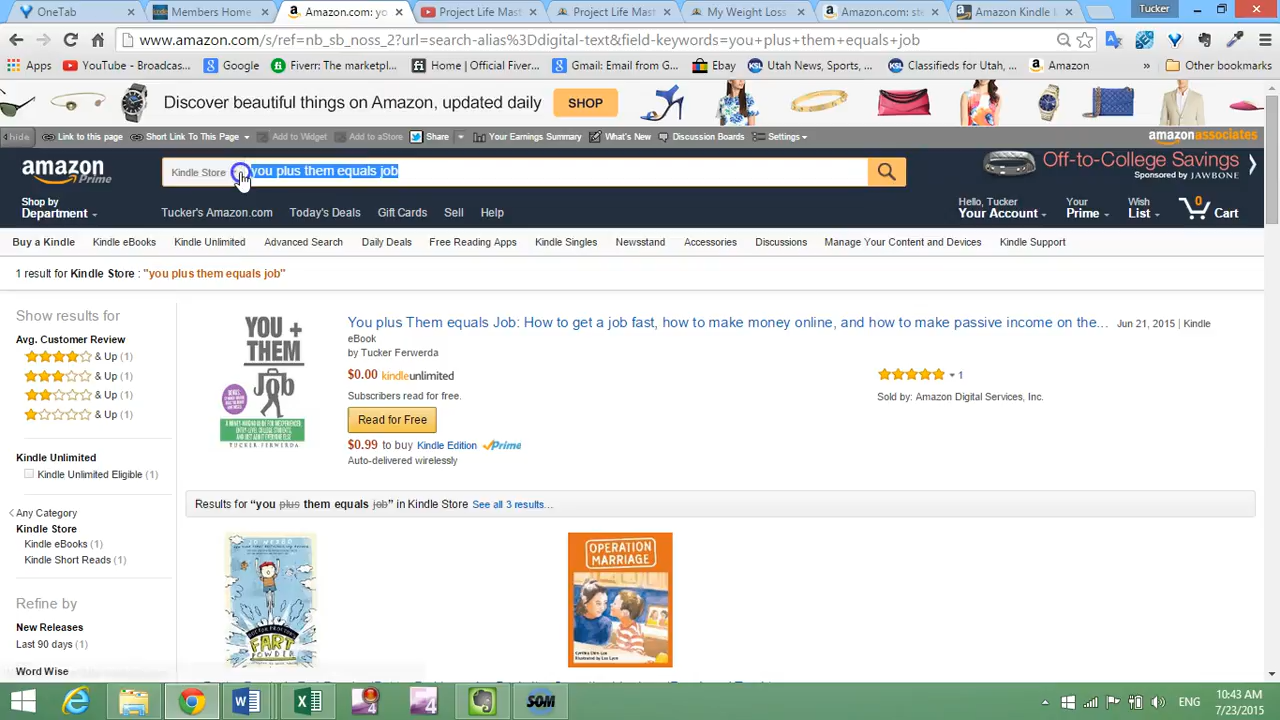 OneTab
Members Home
Amazon.com: yo
Project Life Mast
Project Life Mas
My Weight Loss
Amazon.com: ste
Amazon Kindle
Tucker
www.amazon.com/s/ref=nb_sb_noss_2?url=search-alias%3Ddigital-text&field-keywords=you+plus+them+equals+job
Apps
YouTube - Broadcas...
Google
Fiverr: The marketpl...
Home | Official Fiver...
Gmail: Email from G...
Ebay
Utah News, Sports, ...
Classifieds for Utah, ...
Amazon
»
Other bookmarks
Discover beautiful things on Amazon, updated daily
SHOP
hide
Link to this page
Short Link To This Page
Add to Widget
Add to aStore
Share
Your Earnings Summary
What's New
Discussion Boards
Settings
amazonassociates
amazon Prime
Kindle Store
you plus them equals job
Off-to-College Savings
Sponsored by JAWBONE
Shop by
Department
Tucker's Amazon.com
Today's Deals
Gift Cards
Sell
Help
Hello, Tucker
Your Account
Your
Prime
Wish
List
0
Cart
Buy a Kindle
Kindle eBooks
Kindle Unlimited
Advanced Search
Daily Deals
Free Reading Apps
Kindle Singles
Newsstand
Accessories
Discussions
Manage Your Content and Devices
Kindle Support
1 result for Kindle Store : "you plus them equals job"
Show results for
Avg. Customer Review
& Up (1)
& Up (1)
& Up (1)
& Up (1)
Kindle Unlimited
Kindle Unlimited Eligible (1)
Any Category
Kindle Store
Kindle eBooks (1)
Kindle Short Reads (1)
Refine by
New Releases
Last 90 days (1)
Word Wise
YOU +
THEM
Job
TUCKER FERWERDA
You plus Them equals Job: How to get a job fast, how to make money online, and how to make passive income on the... Jun 21, 2015 | Kindle
eBook
by Tucker Ferwerda
$0.00 kindleunlimited
Subscribers read for free.
Read for Free
$0.99 to buy Kindle Edition Prime
Auto-delivered wirelessly
1
Sold by: Amazon Digital Services, Inc.
Results for “you plus them equals job” in Kindle Store See all 3 results...
FART
POWDER
OPERATION
MARRIAGE
ENG
10:43 AM
7/23/2015